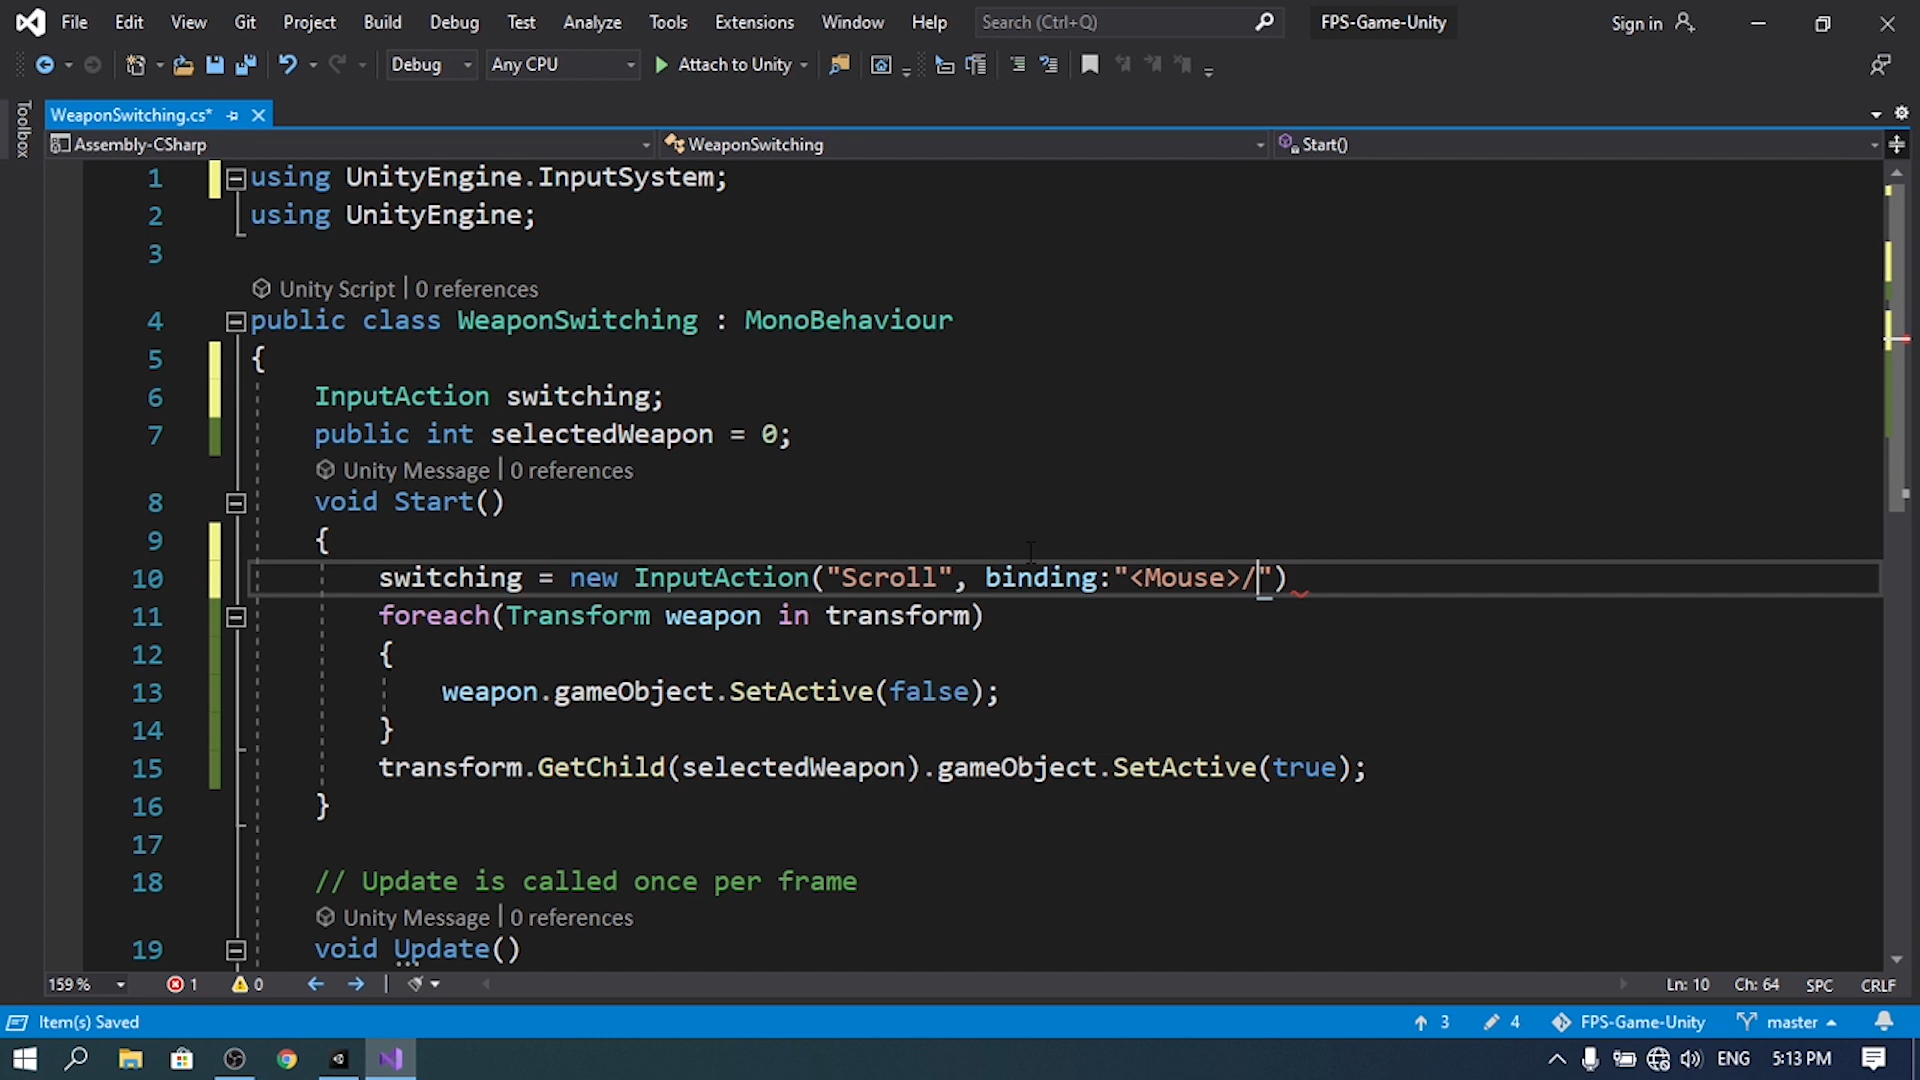 File Edit View Git Project Build Debug Test Analyze Tools Extensions Window Help Search (Ctrl+Q) FPS-Game-Unity Sign in
Debug Any CPU Attach to Unity
Toolbox
WeaponSwitching.cs*
Assembly-CSharp WeaponSwitching Start()
1 using UnityEngine.InputSystem;
2 using UnityEngine;
3
Unity Script | 0 references
4 public class WeaponSwitching : MonoBehaviour
5 {
6 InputAction switching;
7 public int selectedWeapon = 0;
Unity Message | 0 references
8 void Start()
9 {
10 switching = new InputAction("Scroll", binding:"<Mouse>/")
11 foreach(Transform weapon in transform)
12 {
13 weapon.gameObject.SetActive(false);
14 }
15 transform.GetChild(selectedWeapon).gameObject.SetActive(true);
16 }
17
18 // Update is called once per frame
Unity Message | 0 references
19 void Update()
159 % 1 0 Ln: 10 Ch: 64 SPC CRLF
Item(s) Saved 3 4 FPS-Game-Unity master
ENG 5:13 PM